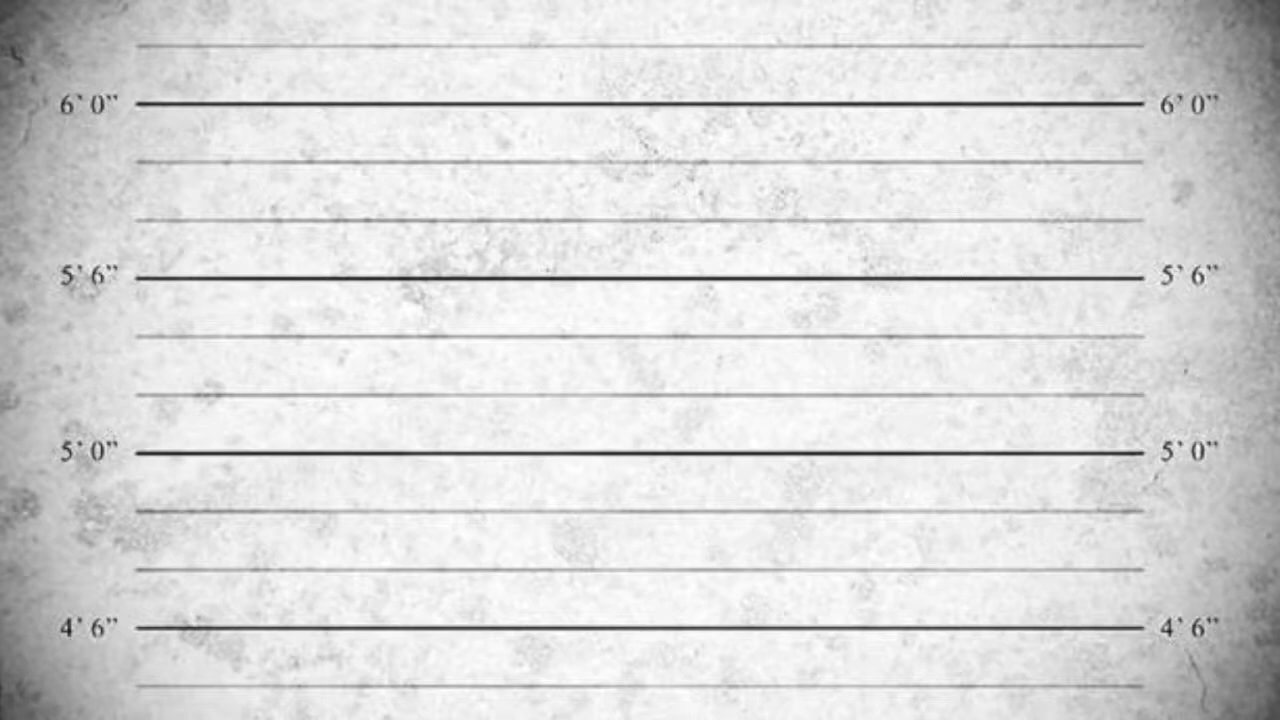 6’ 0” 6’ 0”
5’ 6” 5’ 6”
5’ 0” 5’ 0”
4’ 6” 4’ 6”